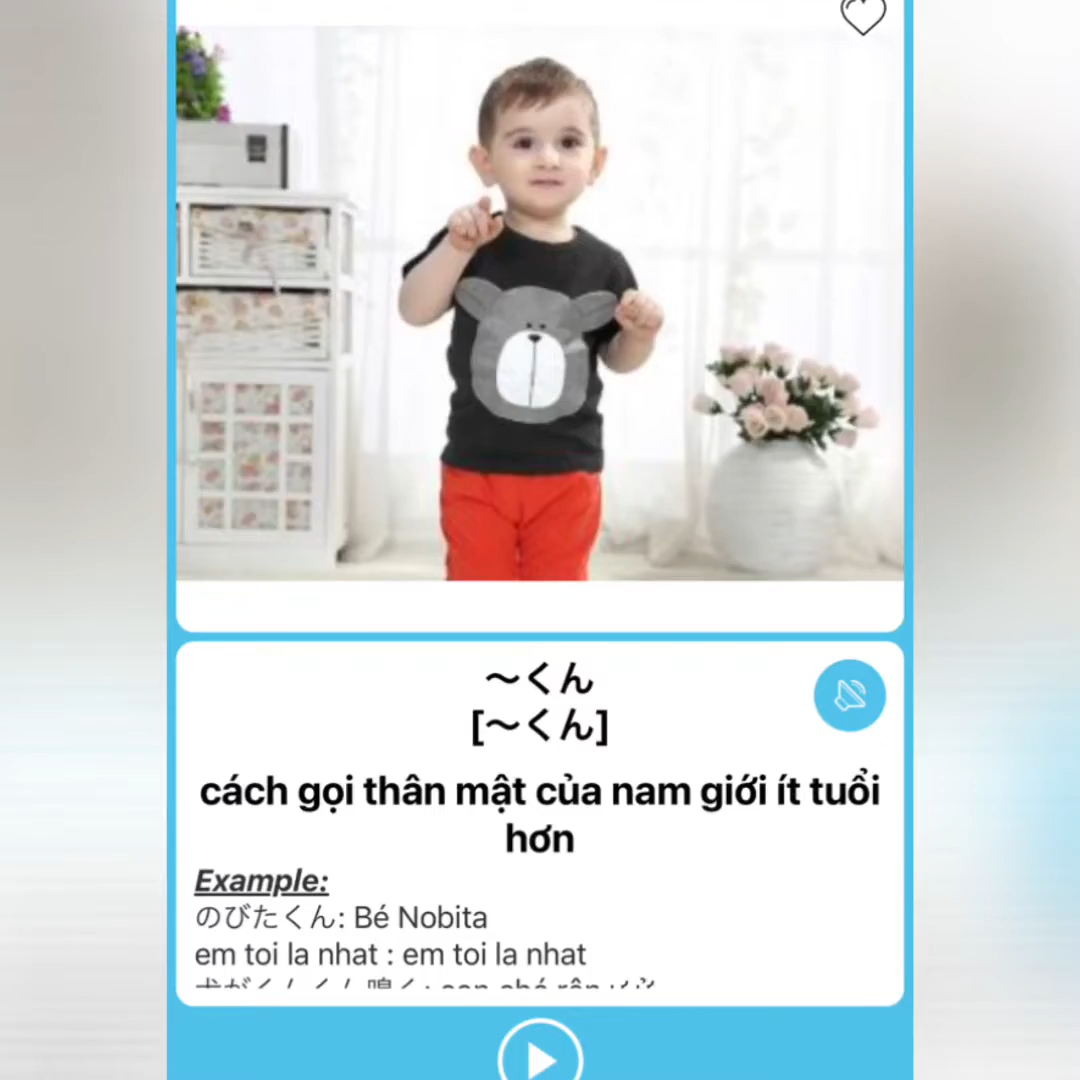 ～くん
[～くん]
cách gọi thân mật của nam giới ít tuổi
hơn
Example:
のびたくん: Bé Nobita
em toi la nhat : em toi la nhat